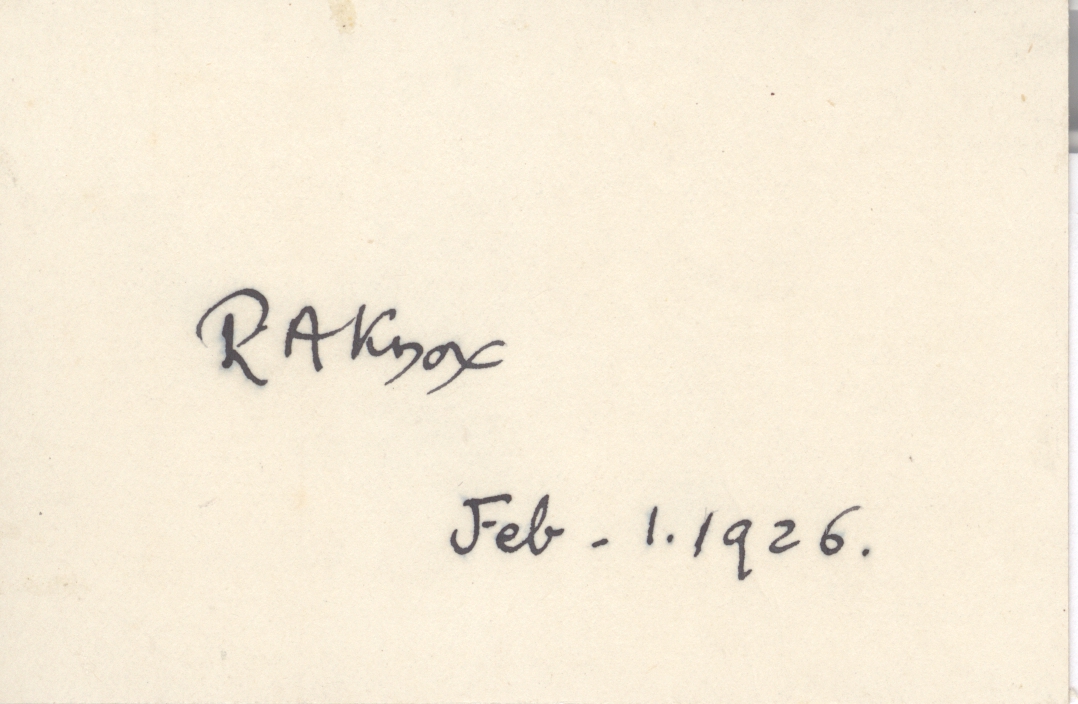 R A Knox
Feb - 1. 1926.